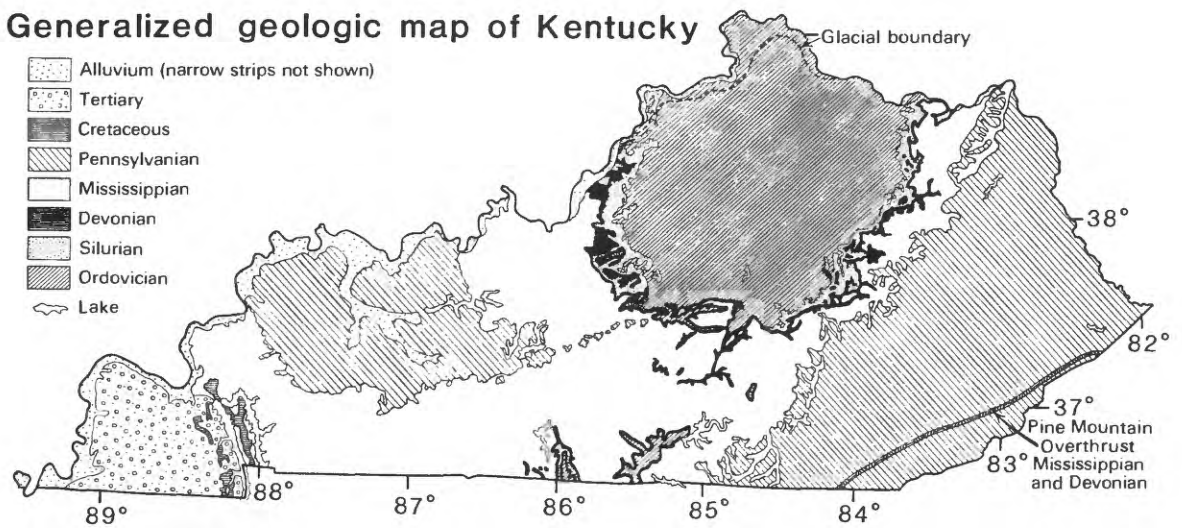 Generalized geologic map of Kentucky
Glacial boundary
Alluvium (narrow strips not shown)
Tertiary
Cretaceous
Pennsylvanian
Mississippian
Devonian
Silurian
Ordovician
Lake
38°
82°
37°
Pine Mountain
Overthrust
Mississippian
and Devonian
83°
89°
88°
87°
86°
85°
84°